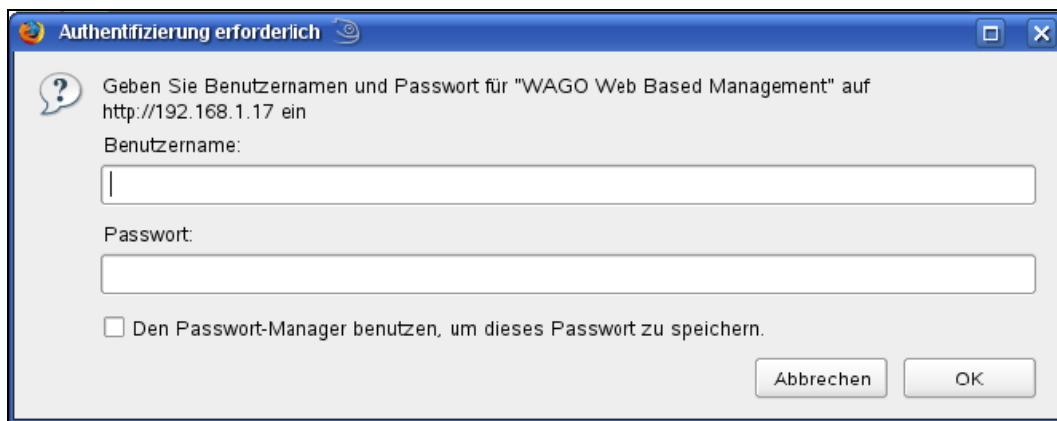 Authentifizierung erforderlich
Geben Sie Benutzernamen und Passwort für "WAGO Web Based Management" auf
http://192.168.1.17 ein
Benutzername:
Passwort:
Den Passwort-Manager benutzen, um dieses Passwort zu speichern.
Abbrechen OK